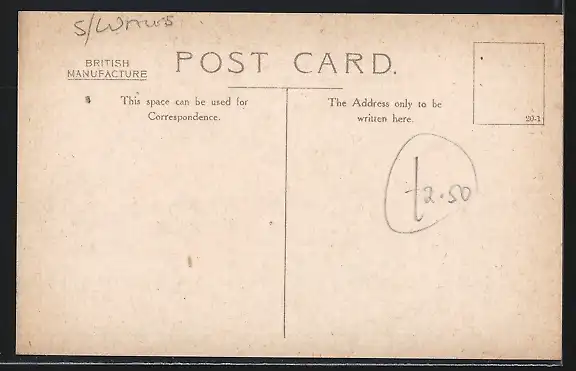 BRITISH
MANUFACTURE
POST CARD.
This space can be used for
Correspondence.
The Address only to be
written here.
20-1
£2.50